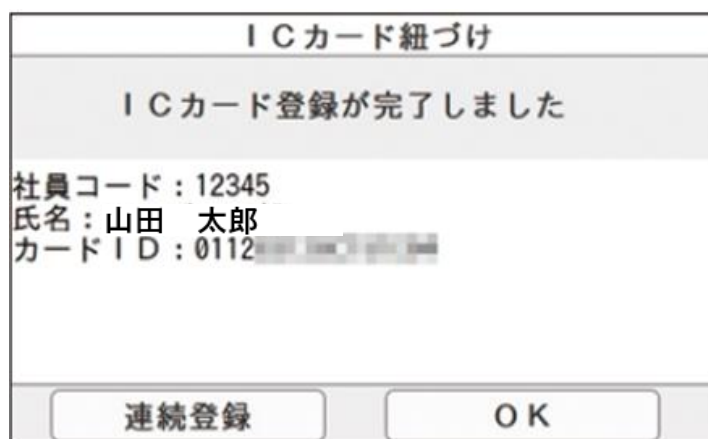 ＩＣカード紐づけ
ＩＣカード登録が完了しました
社員コード：12345
氏名：山田　太郎
カードＩＤ：0112
連続登録
ＯＫ